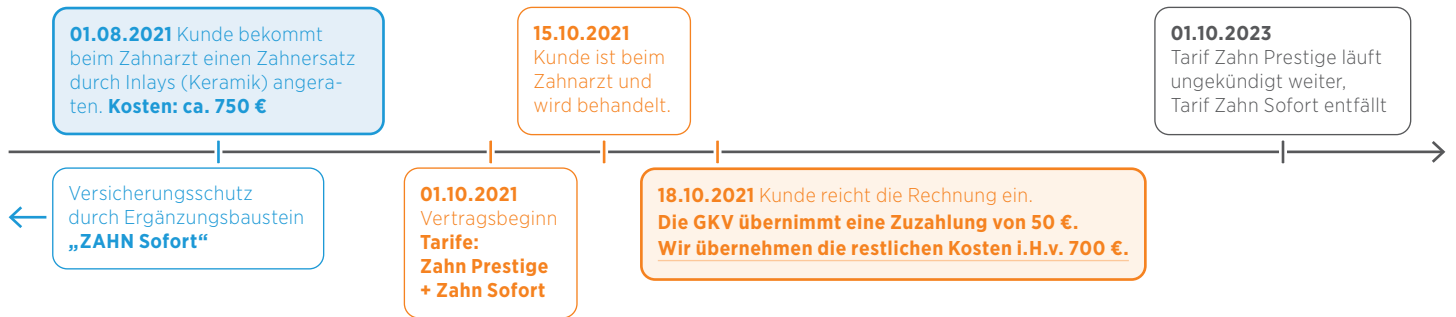 01.08.2021 Kunde bekommt
beim Zahnarzt einen Zahnersatz
durch Inlays (Keramik) angera-
ten. Kosten: ca. 750 €
15.10.2021
Kunde ist beim
Zahnarzt und
wird behandelt.
01.10.2023
Tarif Zahn Prestige läuft
ungekündigt weiter,
Tarif Zahn Sofort entfällt
Versicherungsschutz
durch Ergänzungsbaustein
„ZAHN Sofort“
01.10.2021
Vertragsbeginn
Tarife:
Zahn Prestige
+ Zahn Sofort
18.10.2021 Kunde reicht die Rechnung ein.
Die GKV übernimmt eine Zuzahlung von 50 €.
Wir übernehmen die restlichen Kosten i.H.v. 700 €.